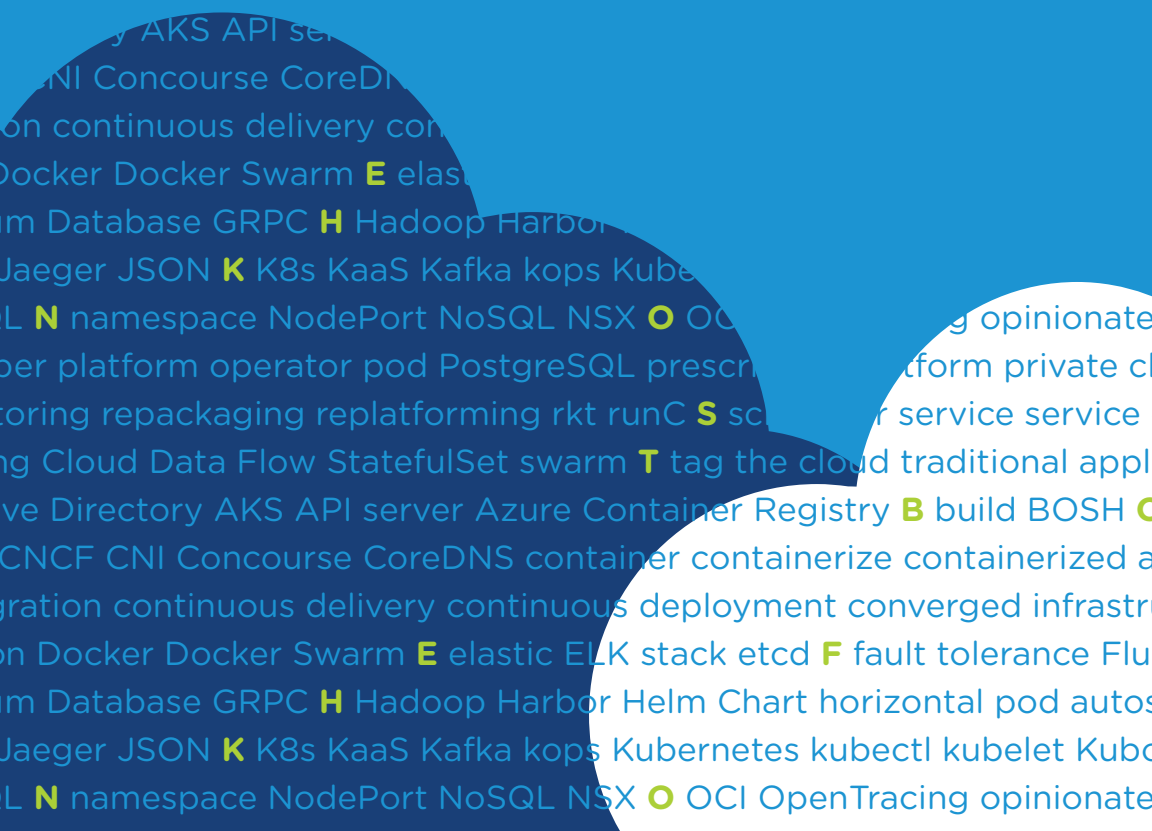 AKS API
Concourse
continuous delivery
Docker Docker Swarm E
Database GRPC H Hadoop Harbor
Jaeger JSON K K8s KaaS Kafka kops
N namespace NodePort NoSQL NSX O opinionate
platform operator pod PostgreSQL private
repackaging replatforming rkt runC S service service
Cloud Data Flow StatefulSet swarm T tag the cloud traditional
Directory AKS API server Azure Container Registry B build BOSH
CNCF CNI Concourse CoreDNS container containerize containerized
continuous delivery continuous deployment converged
Docker Docker Swarm E elastic ELK stack etcd F fault tolerance
Database GRPC H Hadoop Harbor Helm Chart horizontal pod
Jaeger JSON K K8s KaaS Kafka kops Kubernetes kubectl kubelet
N namespace NodePort NoSQL NSX O OCI OpenTracing opinionate